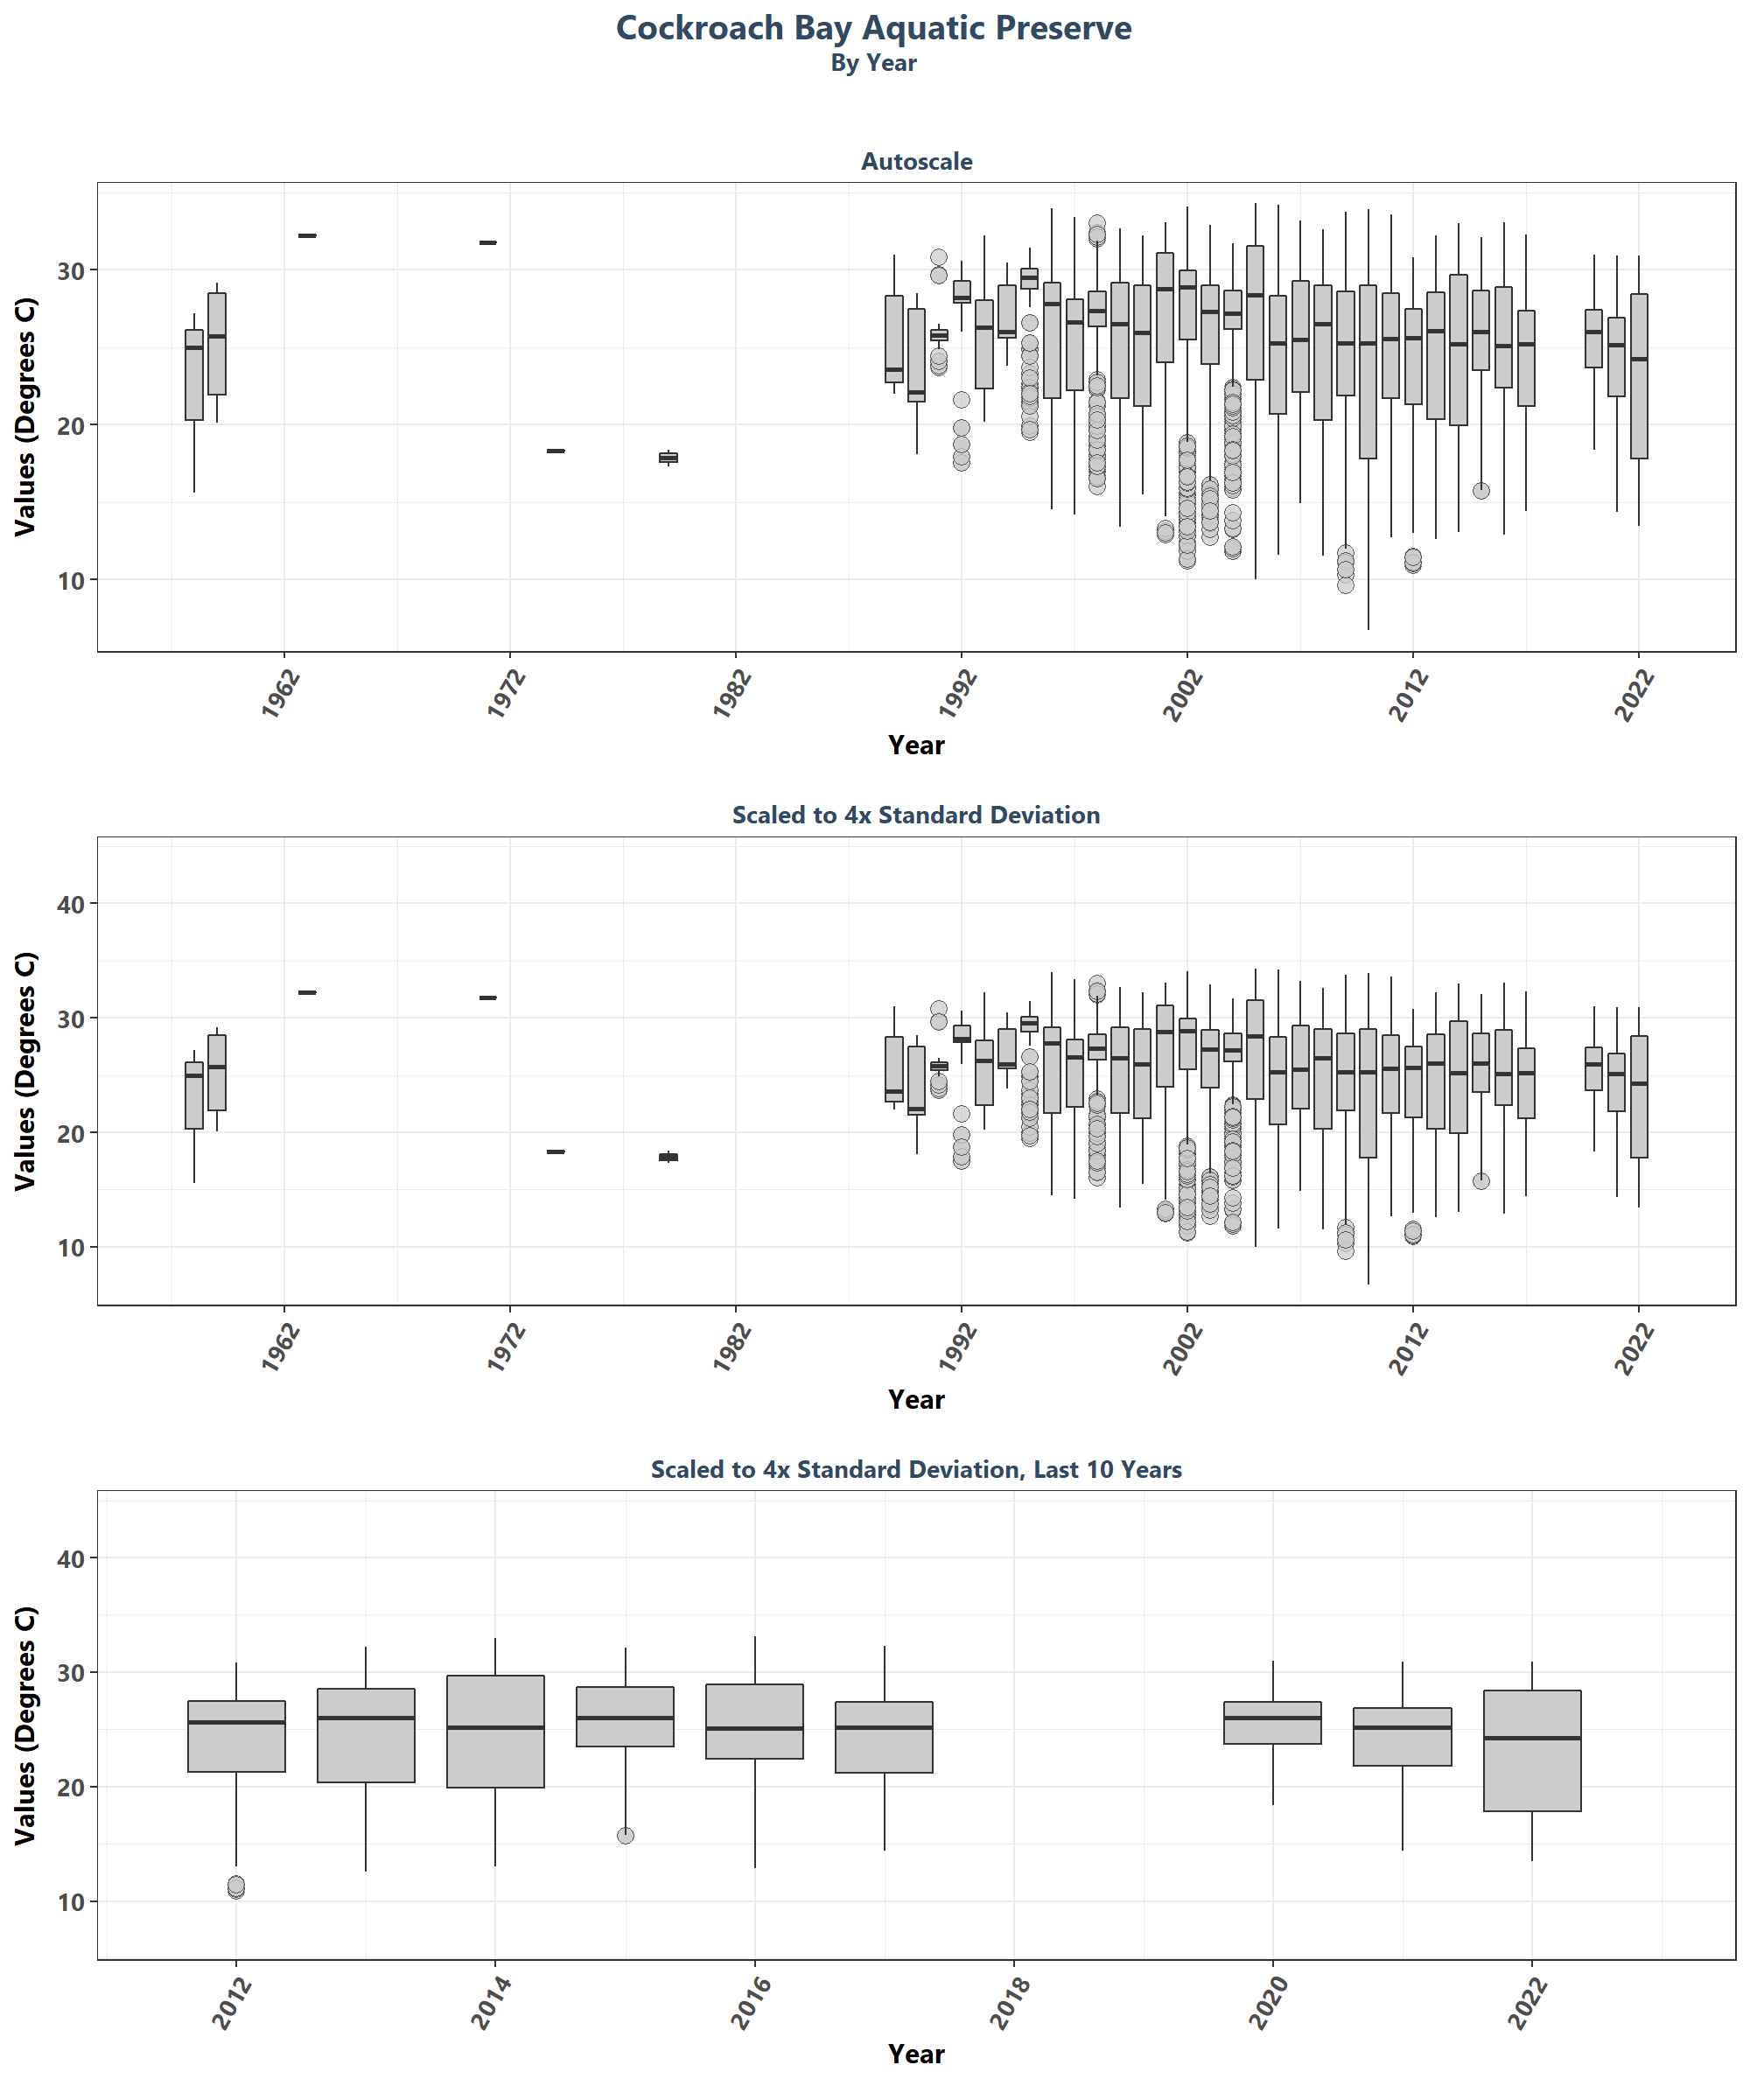 Cockroach Bay Aquatic Preserve
By Year
Autoscale
Values (Degrees C)
30
20
10
1962
1972
1982
1992
2002
2012
2022
Year
Scaled to 4x Standard Deviation
Values (Degrees C)
40
30
20
10
1962
1972
1982
1992
2002
2012
2022
Year
Scaled to 4x Standard Deviation, Last 10 Years
Values (Degrees C)
40
30
20
10
2012
2014
2016
2018
2020
2022
Year